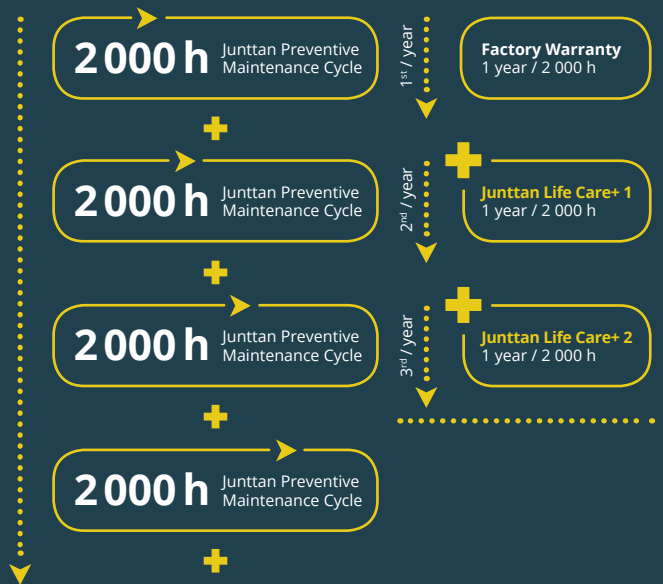 2 000 h Junttan Preventive
Maintenance Cycle
1st / year
Factory Warranty
1 year / 2 000 h
2 000 h Junttan Preventive
Maintenance Cycle
2nd / year
Junttan Life Care+ 1
1 year / 2 000 h
2 000 h Junttan Preventive
Maintenance Cycle
3rd / year
Junttan Life Care+ 2
1 year / 2 000 h
2 000 h Junttan Preventive
Maintenance Cycle